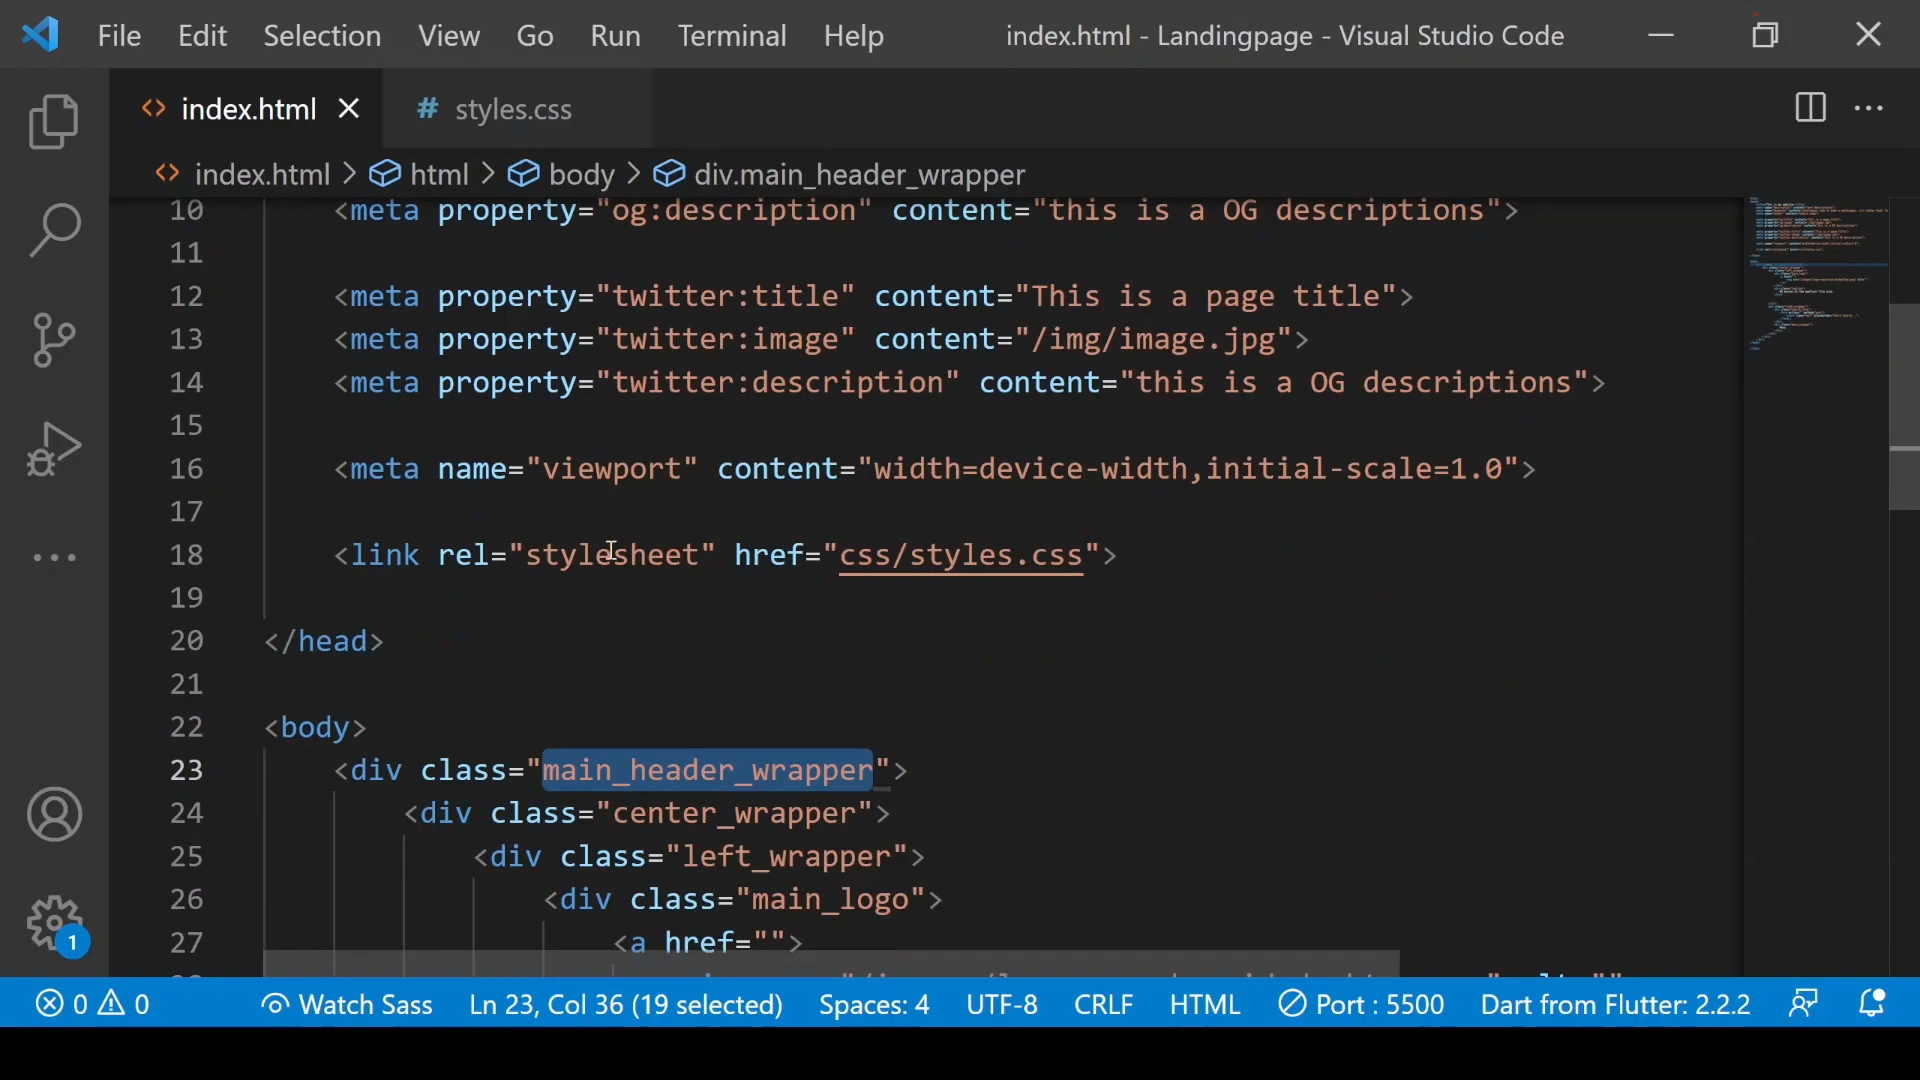 File Edit Selection View Go Run Terminal Help index.html - Landingpage - Visual Studio Code
<> index.html # styles.css
<> index.html > html > body > div.main_header_wrapper
10 <meta property="og:description" content="this is a OG descriptions">
11
12 <meta property="twitter:title" content="This is a page title">
13 <meta property="twitter:image" content="/img/image.jpg">
14 <meta property="twitter:description" content="this is a OG descriptions">
15
16 <meta name="viewport" content="width=device-width,initial-scale=1.0">
17
18 <link rel="stylesheet" href="css/styles.css">
19
20 </head>
21
22 <body>
23 <div class="main_header_wrapper">
24 <div class="center_wrapper">
25 <div class="left_wrapper">
26 <div class="main_logo">
27 <a href="">
1
0 0 Watch Sass Ln 23, Col 36 (19 selected) Spaces: 4 UTF-8 CRLF HTML Port : 5500 Dart from Flutter: 2.2.2